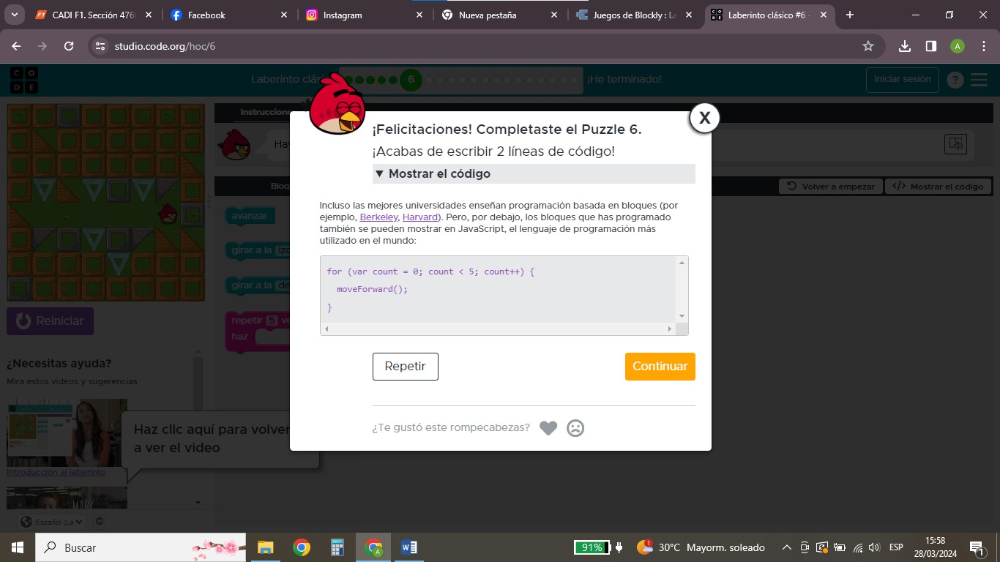 CADI F1. Sección 476
Facebook
Instagram
Nueva pestaña
Juegos de Blockly : La
Laberinto clásico #6 -
studio.code.org/hoc/6
A
C O
D E
Laberinto clási
6
¡He terminado!
Iniciar sesión
?
Instruccione
Hay
Bloq
Volver a empezar
</> Mostrar el código
avanzar
girar a la izq
girar a la de
repetir 5 ve
haz
Reiniciar
¿Necesitas ayuda?
Mira estos videos y sugerencias
Haz clic aquí para volver
a ver el video
Introducción al laberinto
MARK
Español (La
X
¡Felicitaciones! Completaste el Puzzle 6.
¡Acabas de escribir 2 líneas de código!
▼ Mostrar el código
Incluso las mejores universidades enseñan programación basada en bloques (por
ejemplo, Berkeley, Harvard). Pero, por debajo, los bloques que has programado
también se pueden mostrar en JavaScript, el lenguaje de programación más
utilizado en el mundo:
for (var count = 0; count < 5; count++) {
moveForward();
}
Repetir
Continuar
¿Te gustó este rompecabezas?
Buscar
91%
1
30°C Mayorm. soleado
ESP
15:58
28/03/2024
1